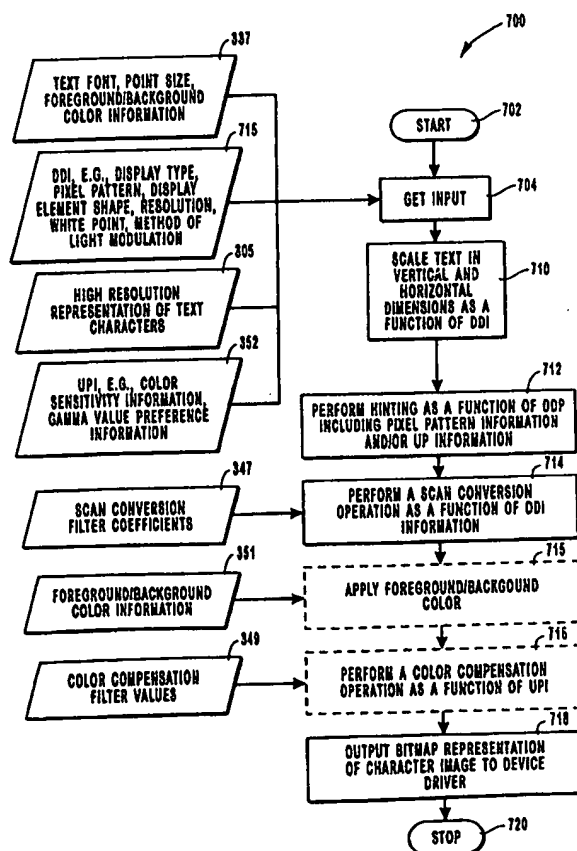 700
337
TEXT FONT, POINT SIZE,
FOREGROUND/BACKGROUND
COLOR INFORMATION
715
DDI, E.G., DISPLAY TYPE,
PIXEL PATTERN, DISPLAY
ELEMENT SHAPE, RESOLUTION,
WHITE POINT, METHOD OF
LIGHT MODULATION
305
HIGH RESOLUTION
REPRESENTATION OF TEXT
CHARACTERS
352
UPI, E.G., COLOR
SENSITIVITY INFORMATION,
GAMMA VALUE PREFERENCE
INFORMATION
347
SCAN CONVERSION
FILTER COEFFICIENTS
351
FOREGROUND/BACKGROUND
COLOR INFORMATION
349
COLOR COMPENSATION
FILTER VALUES
702
START
704
GET INPUT
710
SCALE TEXT IN
VERTICAL AND
HORIZONTAL
DIMENSIONS AS A
FUNCTION OF DDI
712
PERFORM HINTING AS A FUNCTION OF DDP
INCLUDING PIXEL PATTERN INFORMATION
AND/OR UP INFORMATION
714
PERFORM A SCAN CONVERSION
OPERATION AS A FUNCTION OF DDI
INFORMATION
715
APPLY FOREGROUND/BACKGOUND
COLOR
716
PERFORM A COLOR COMPENSATION
OPERATION AS A FUNCTION OF UPI
718
OUTPUT BITMAP REPRESENTATION
OF CHARACTER IMAGE TO DEVICE
DRIVER
720
STOP